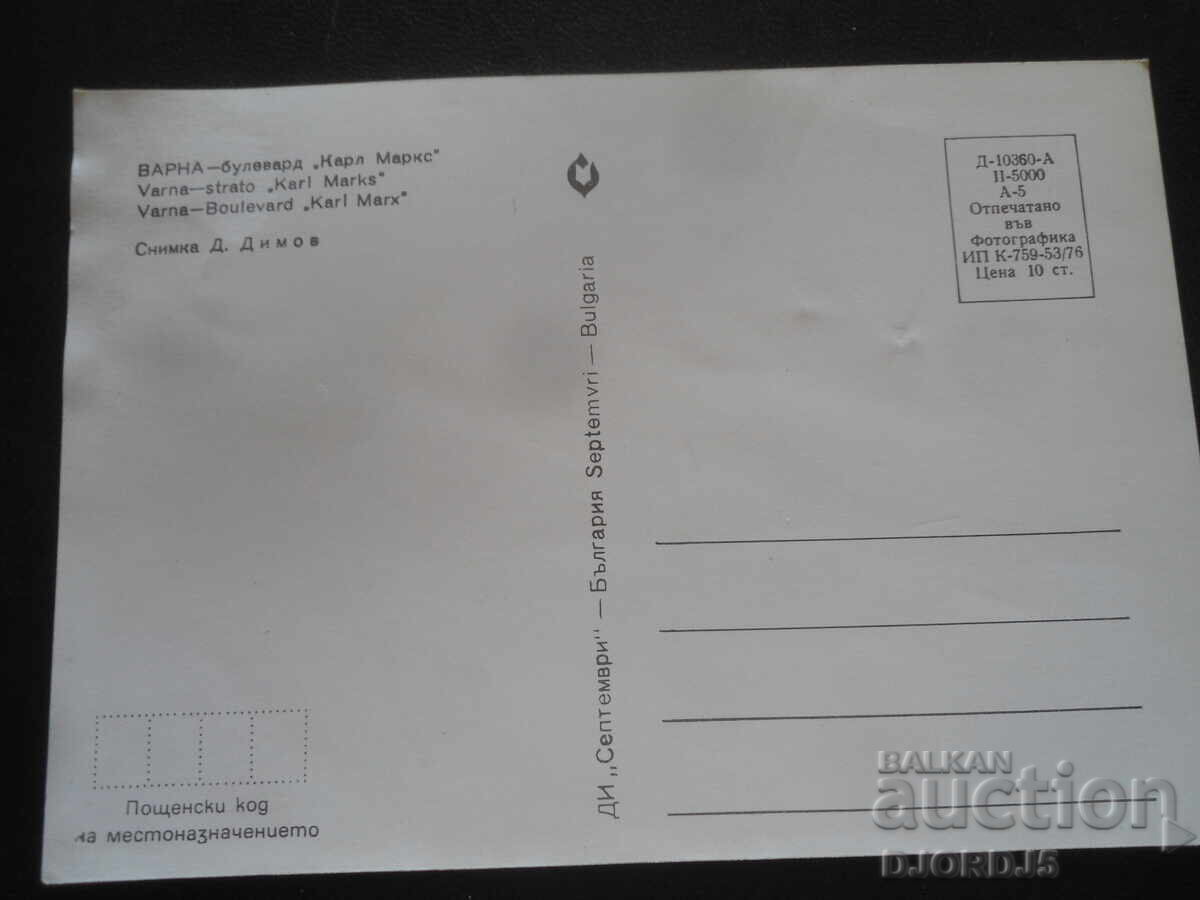 ВАРНА—булевард „Карл Маркс“
Varna—strato „Karl Marks“
Varna—Boulevard „Karl Marx“
Снимка Д. Димов
Д-10360-А
II-5000
А-5
Отпечатано
във
Фотографика
ИП К-759-53/76
Цена 10 ст.
ДИ „Септември“ — България Septemvri — Bulgaria
Пощенски код
на местоназначението
BALKAN
auction
DJORDJ5